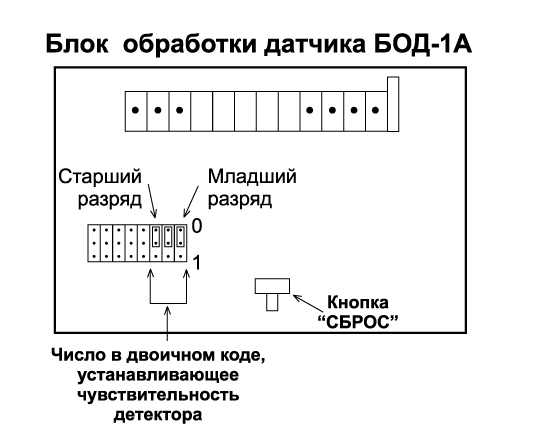 Блок обработки датчика БОД-1А
Старший
разряд
Младший
разряд
0
1
Кнопка
“СБРОС”
Число в двоичном коде,
устанавливающее
чувствительность
детектора